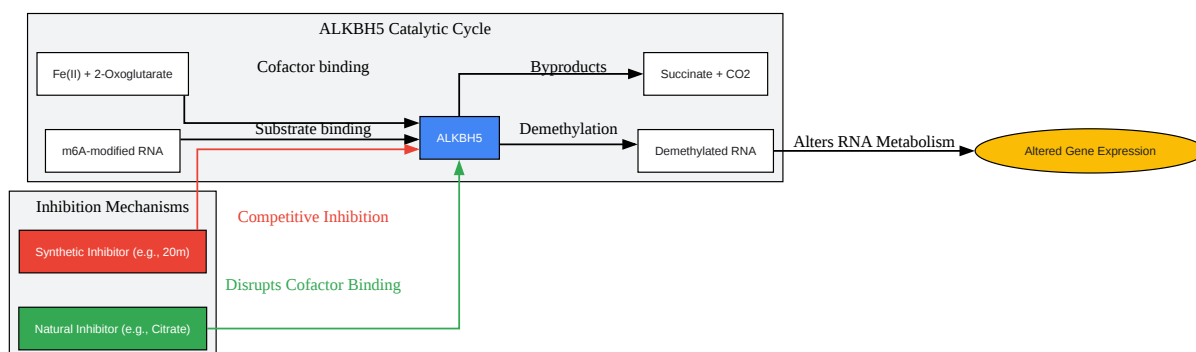 ALKBH5 Catalytic Cycle
Fe(II) + 2-Oxoglutarate
Cofactor binding
Byproducts
Succinate + CO2
m6A-modified RNA
Substrate binding
ALKBH5
Demethylation
Demethylated RNA
Alters RNA Metabolism
Altered Gene Expression
Inhibition Mechanisms
Synthetic Inhibitor (e.g., 20m)
Competitive Inhibition
Natural Inhibitor (e.g., Citrate)
Disrupts Cofactor Binding